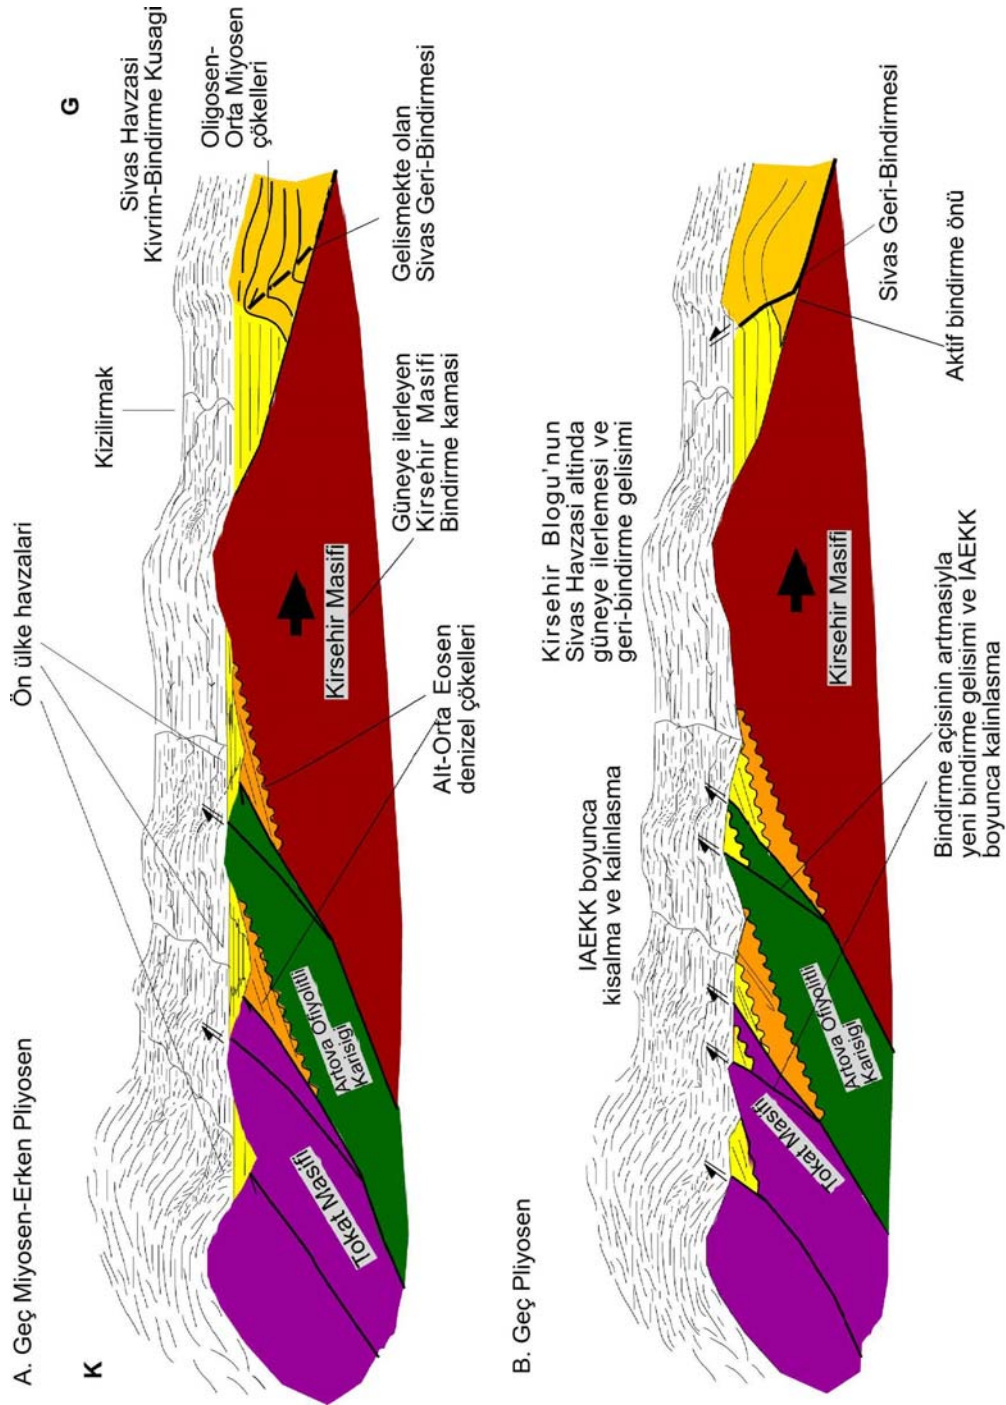 A. Geç Miyosen-Erken Pliyosen
K
G
Ön ülke havzalari
Kizilirmak
Sivas Havzasi
Kivrim-Bindirme Kusagi
Oligosen-
Orta Miyosen
çökelleri
Tokat Masifi
Artova Ofiyolitli
Karisigi
Kirsehir Masifi
Alt-Orta Eosen
denizel çökelleri
Güneye ilerleyen
Kirsehir Masifi
Bindirme kamasi
Gelismekte olan
Sivas Geri-Bindirmesi
B. Geç Pliyosen
IAEKK boyunca
kisalma ve kalinlasma
Kirsehir Blogu'nun
Sivas Havzasi altinda
güneye ilerlemesi ve
geri-bindirme gelisimi
Tokat Masifi
Artova Ofiyolitli
Karisigi
Kirsehir Masifi
Bindirme açisinin artmasiyla
yeni bindirme gelisimi ve IAEKK
boyunca kalinlasma
Aktif bindirme önü
Sivas Geri-Bindirmesi